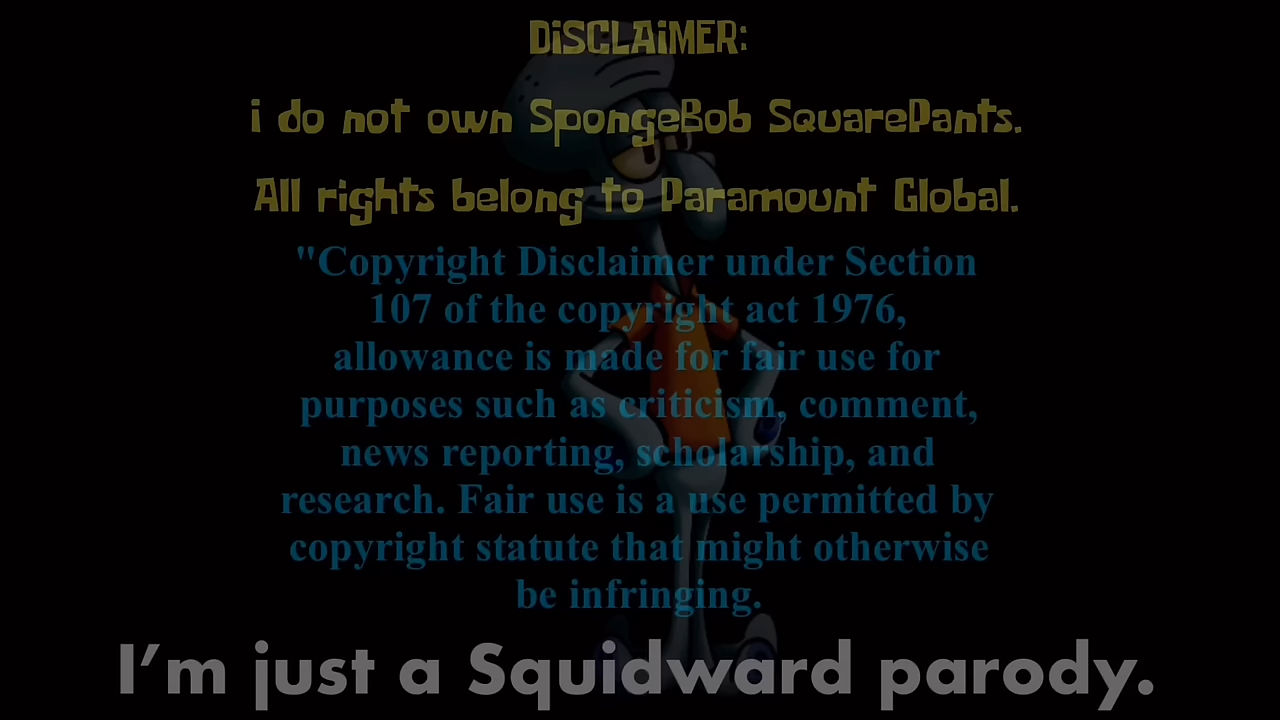 DiSCLAiMER:
i do not own SpongeBob SquarePants.
All rights belong to Paramount Global.
"Copyright Disclaimer under Section
107 of the copyright act 1976,
allowance is made for fair use for
purposes such as criticism, comment,
news reporting, scholarship, and
research. Fair use is a use permitted by
copyright statute that might otherwise
be infringing.
I'm just a Squidward parody.